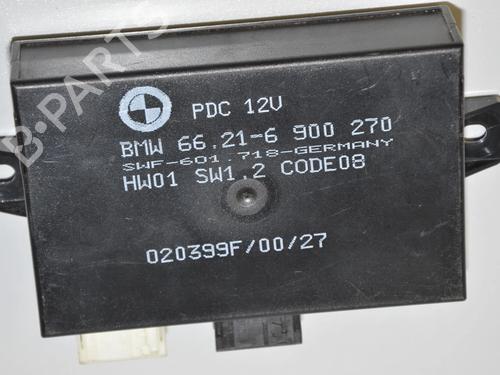 PDC 12V
BMW 66.21-6 900 270
SWF-601.718-GERMANY
HW01 SW1.2 CODE08
020399F/00/27
B-PARTS